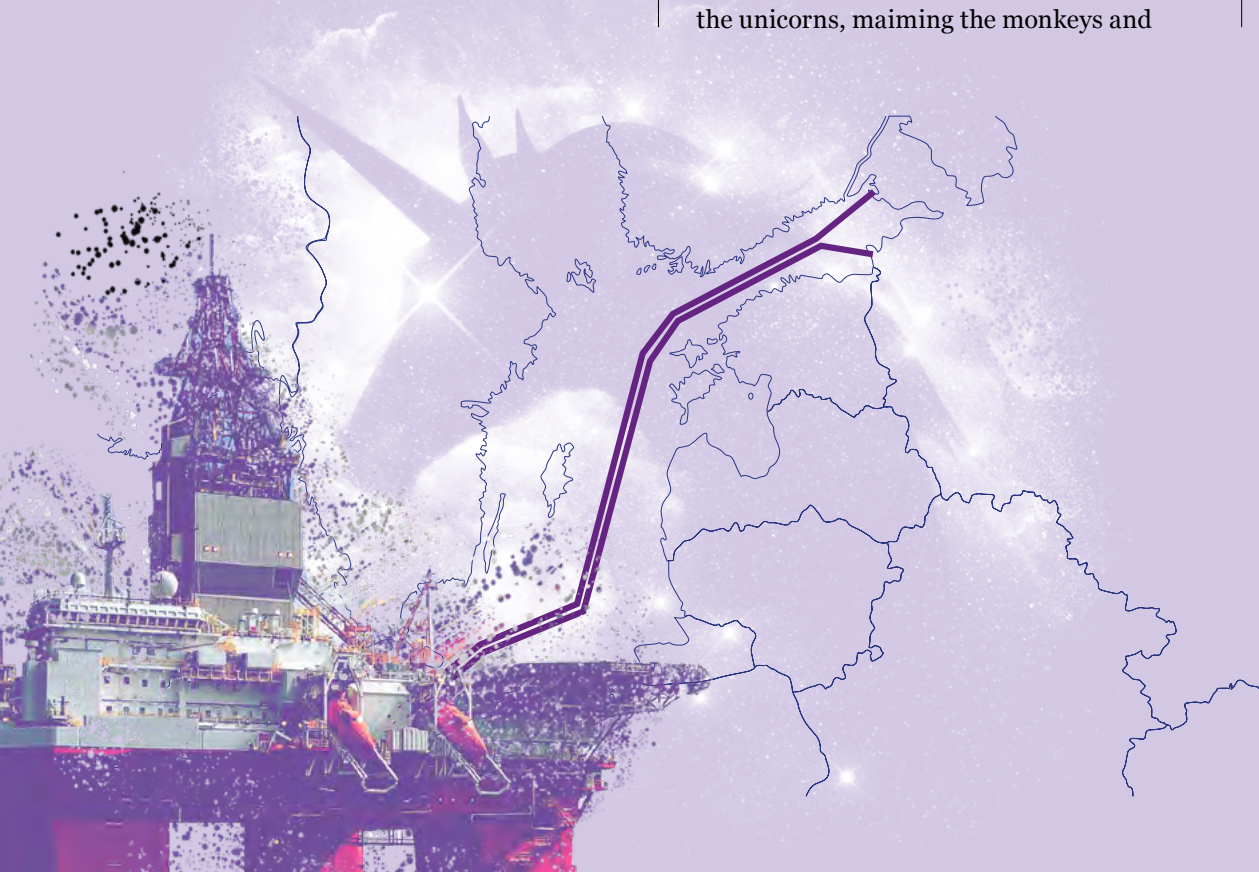 the unicorns, maiming the monkeys and